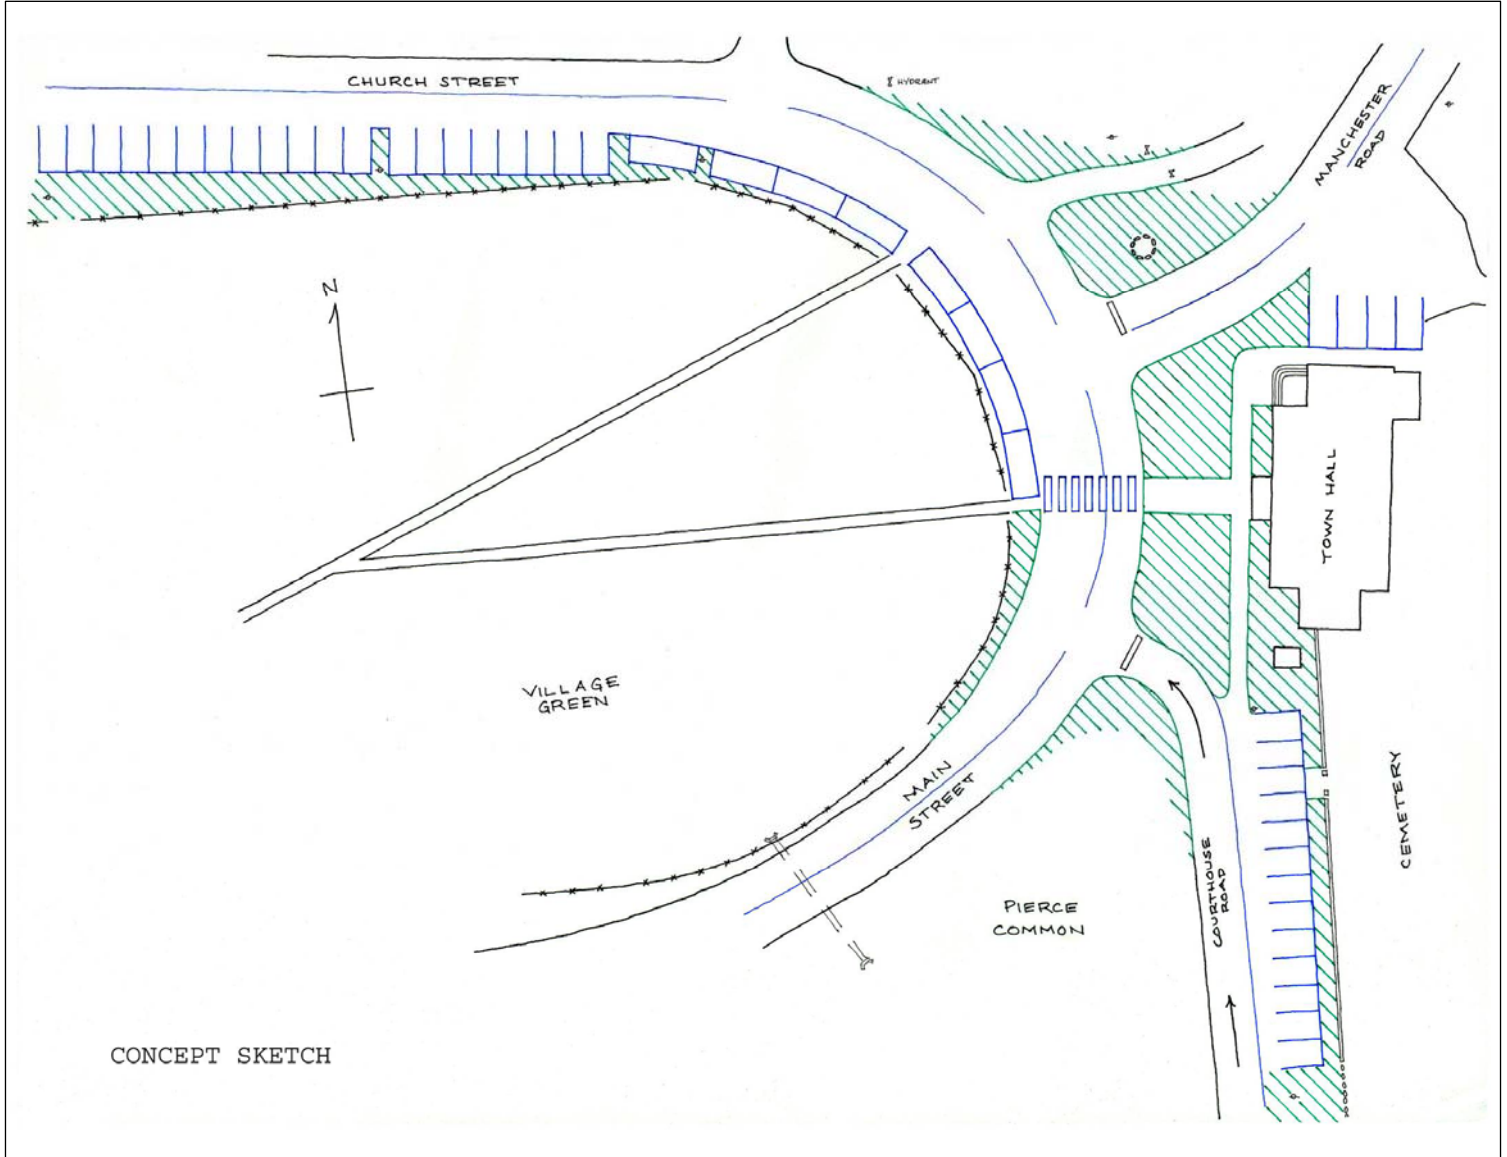 CHURCH STREET
HYDRANT
MANCHESTER
ROAD
N
TOWN HALL
VILLAGE
GREEN
MAIN
STREET
CEMETERY
COURTHOUSE
ROAD
PIERCE
COMMON
CONCEPT SKETCH